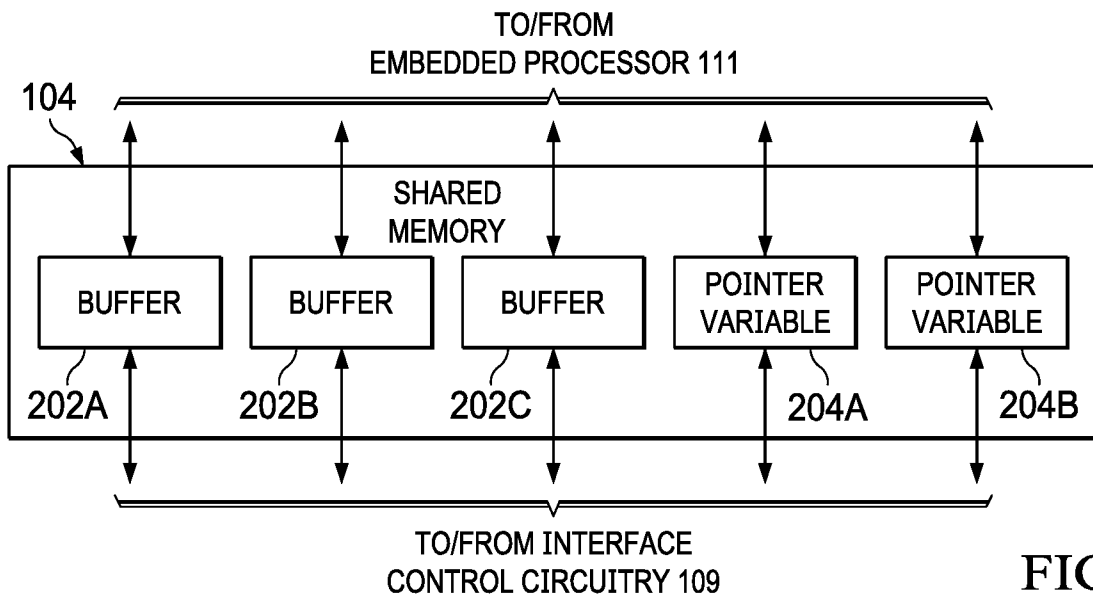 TO/FROM
EMBEDDED PROCESSOR 111
104
SHARED
MEMORY
BUFFER
BUFFER
BUFFER
POINTER
VARIABLE
POINTER
VARIABLE
202A
202B
202C
204A
204B
TO/FROM INTERFACE
CONTROL CIRCUITRY 109
FIG